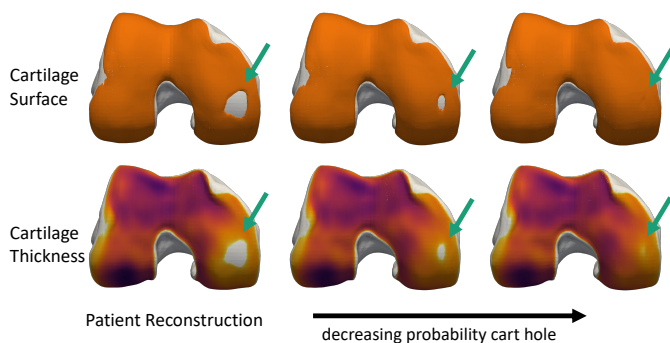 Cartilage
Surface
Cartilage
Thickness
Patient Reconstruction
decreasing probability cart hole